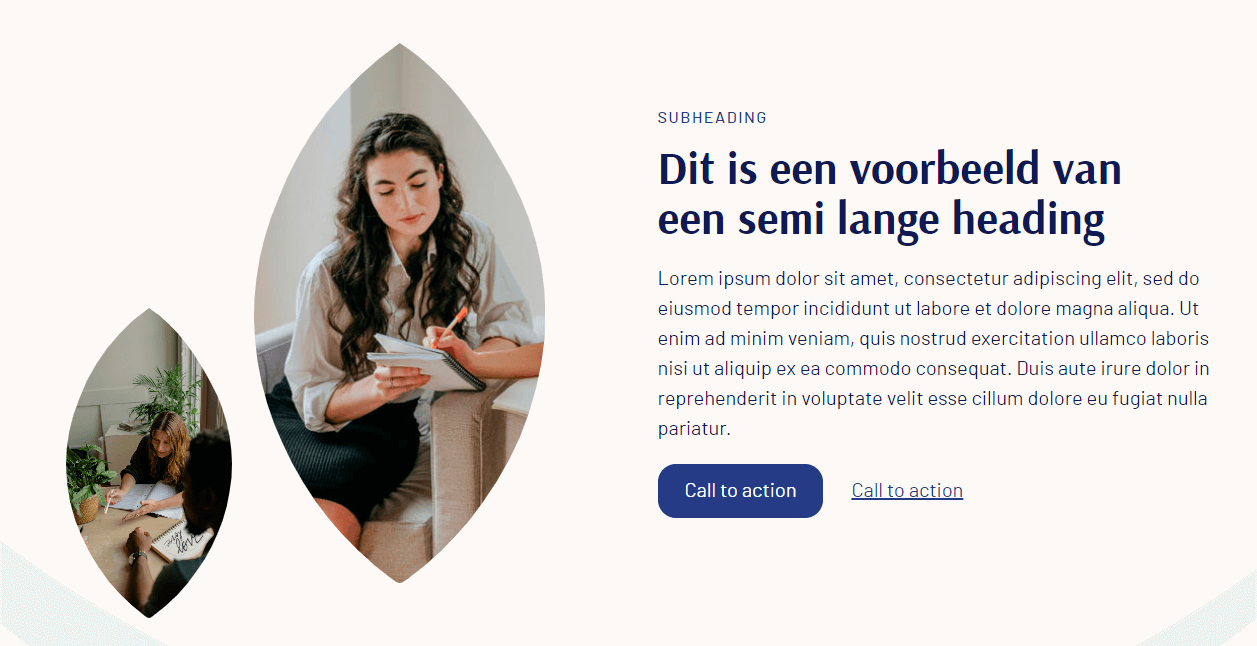 SUBHEADING
Dit is een voorbeeld van
een semi lange heading
Lorem ipsum dolor sit amet, consectetur adipiscing elit, sed do
eiusmod tempor incididunt ut labore et dolore magna aliqua. Ut
enim ad minim veniam, quis nostrud exercitation ullamco laboris
nisi ut aliquip ex ea commodo consequat. Duis aute irure dolor in
reprehenderit in voluptate velit esse cillum dolore eu fugiat nulla
pariatur.
Call to action
Call to action